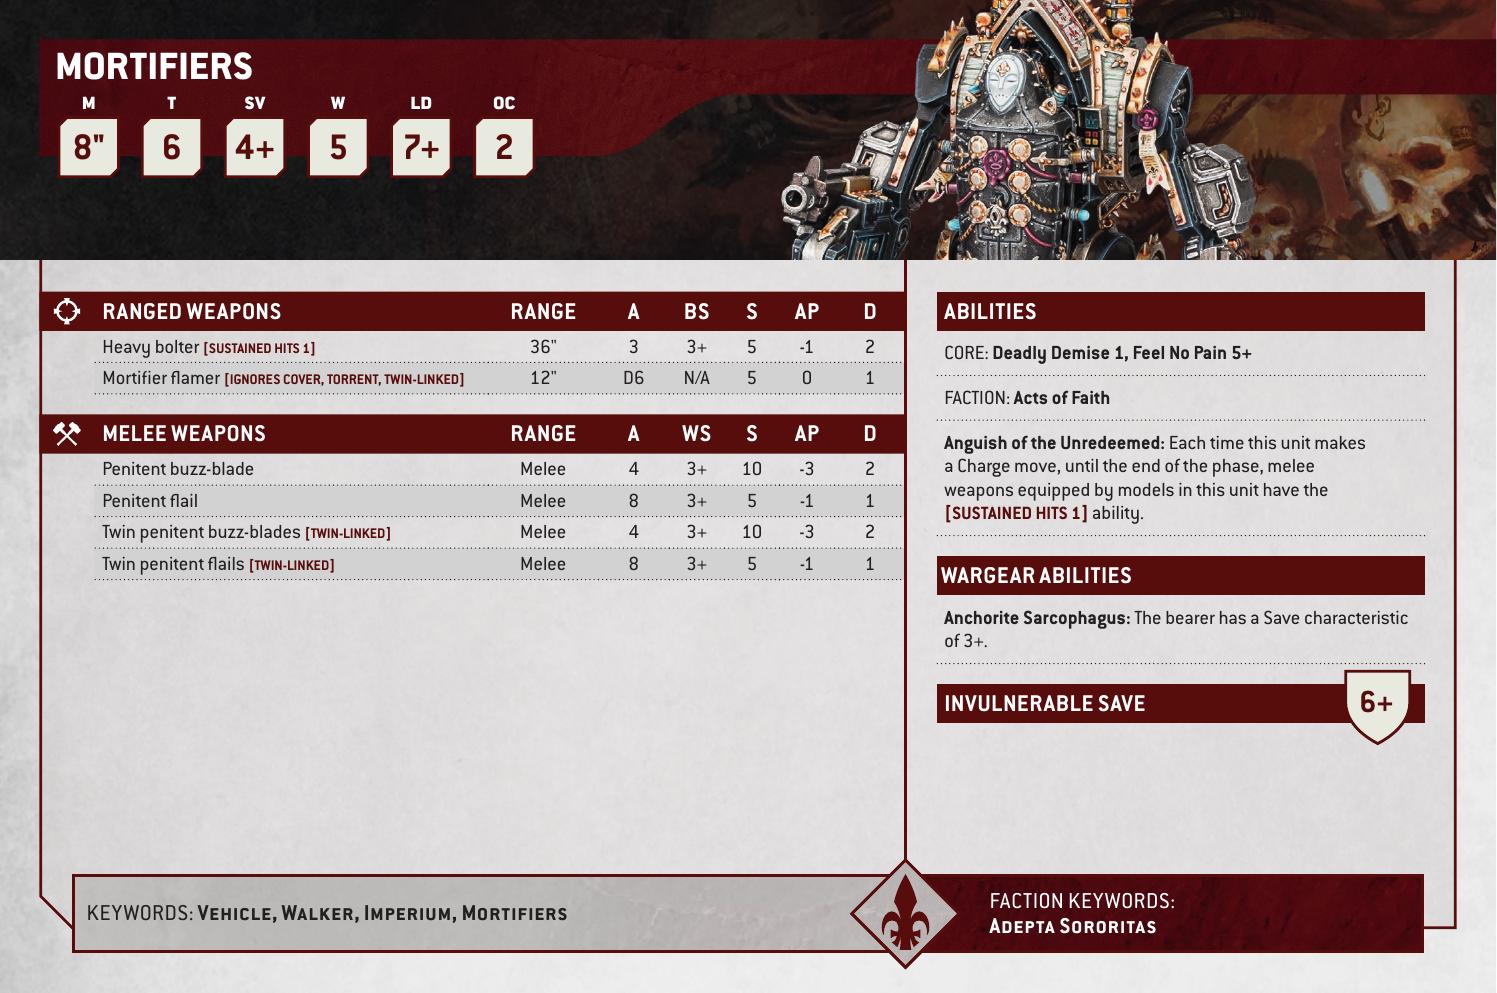 MORTIFIERS
M T SV W LD OC
8" 6 4+ 5 7+ 2
RANGED WEAPONS RANGE A BS S AP D
Heavy bolter [SUSTAINED HITS 1] 36" 3 3+ 5 -1 2
Mortifier flamer [IGNORES COVER, TORRENT, TWIN-LINKED] 12" D6 N/A 5 0 1
MELEE WEAPONS RANGE A WS S AP D
Penitent buzz-blade Melee 4 3+ 10 -3 2
Penitent flail Melee 8 3+ 5 -1 1
Twin penitent buzz-blades [TWIN-LINKED] Melee 4 3+ 10 -3 2
Twin penitent flails [TWIN-LINKED] Melee 8 3+ 5 -1 1
ABILITIES
CORE: Deadly Demise 1, Feel No Pain 5+
FACTION: Acts of Faith
Anguish of the Unredeemed: Each time this unit makes
a Charge move, until the end of the phase, melee
weapons equipped by models in this unit have the
[SUSTAINED HITS 1] ability.
WARGEAR ABILITIES
Anchorite Sarcophagus: The bearer has a Save characteristic
of 3+.
INVULNERABLE SAVE 6+
KEYWORDS: VEHICLE, WALKER, IMPERIUM, MORTIFIERS
FACTION KEYWORDS:
ADEPTA SORORITAS